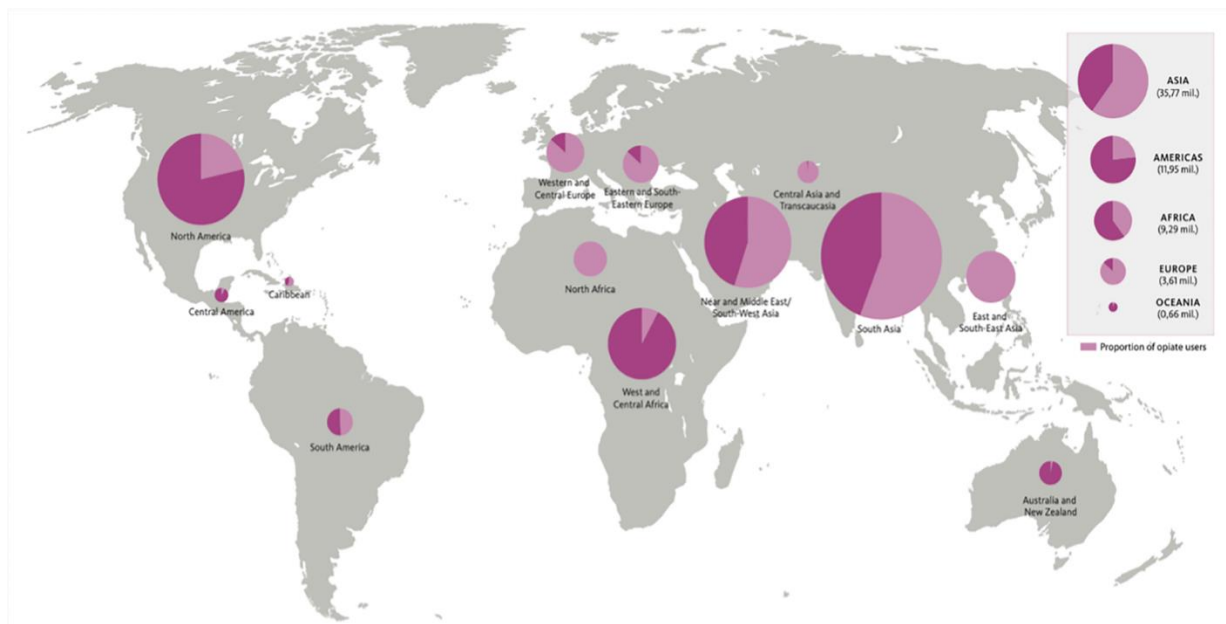 North America
Central America
Caribbean
South America
Western and
Central Europe
Eastern and South-
Eastern Europe
North Africa
West and
Central Africa
Near and Middle East/
South-West Asia
Central Asia and
Transcaucasia
South Asia
East and
South-East Asia
Australia and
New Zealand
ASIA
(35,77 mil.)
AMERICAS
(11,95 mil.)
AFRICA
(9,29 mil.)
EUROPE
(3,61 mil.)
OCEANIA
(0,66 mil.)
Proportion of opiate users